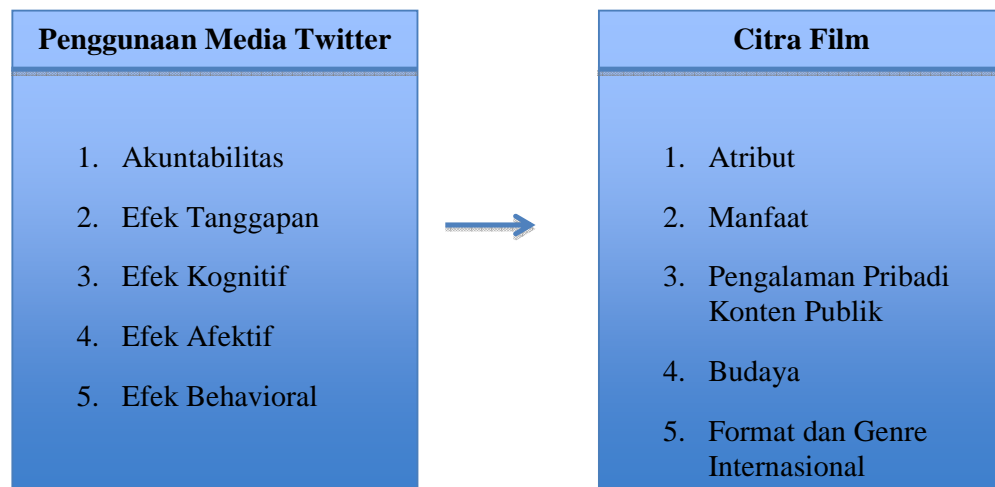 Penggunaan Media Twitter
1. Akuntabilitas
2. Efek Tanggapan
3. Efek Kognitif
4. Efek Afektif
5. Efek Behavioral
Citra Film
1. Atribut
2. Manfaat
3. Pengalaman Pribadi
Konten Publik
4. Budaya
5. Format dan Genre
Internasional